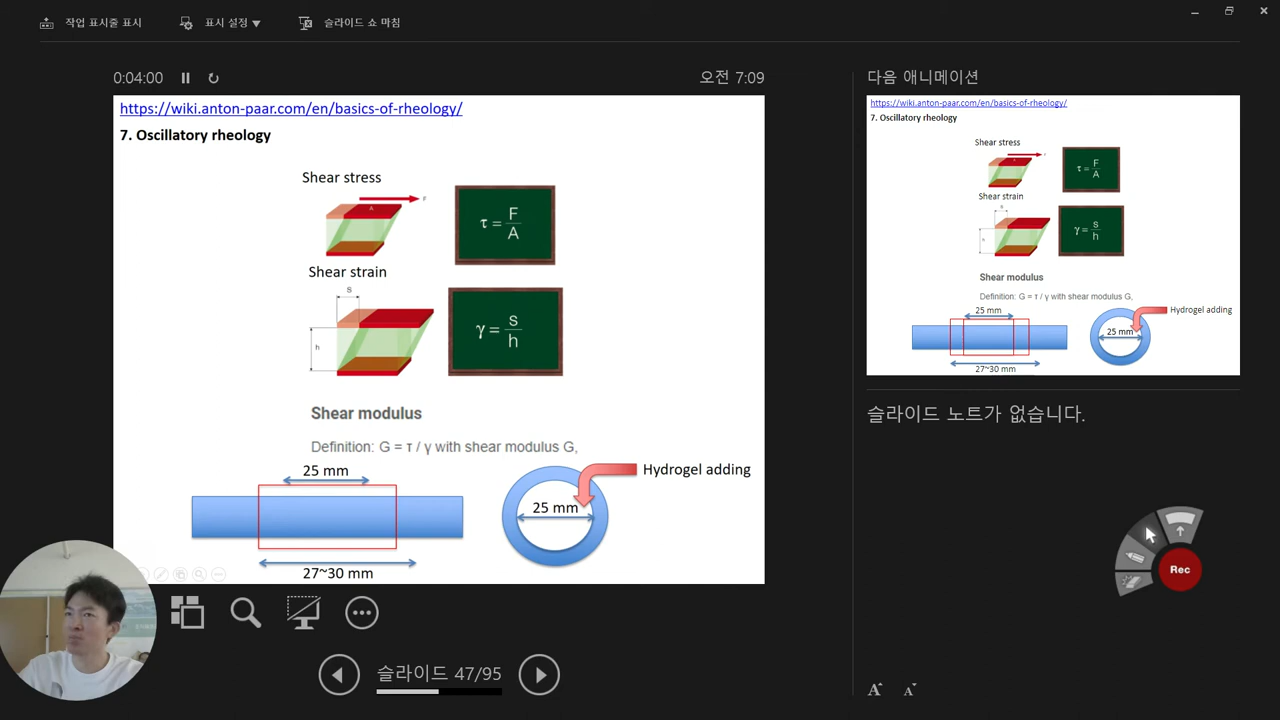 작업 표시줄 표시
표시 설정 ▼
슬라이드 쇼 마침
0:04:00
오전 7:09
https://wiki.anton-paar.com/en/basics-of-rheology/
7. Oscillatory rheology
Shear stress
A
F
τ = F/A
Shear strain
S
h
γ = s/h
Shear modulus
Definition: G = τ / γ with shear modulus G,
25 mm
27~30 mm
25 mm
Hydrogel adding
슬라이드 47/95
다음 애니메이션
https://wiki.anton-paar.com/en/basics-of-rheology/
7. Oscillatory rheology
Shear stress
τ = F/A
Shear strain
γ = s/h
Shear modulus
Definition: G = τ / γ with shear modulus G,
25 mm
27~30 mm
25 mm
Hydrogel adding
슬라이드 노트가 없습니다.
Rec
A A